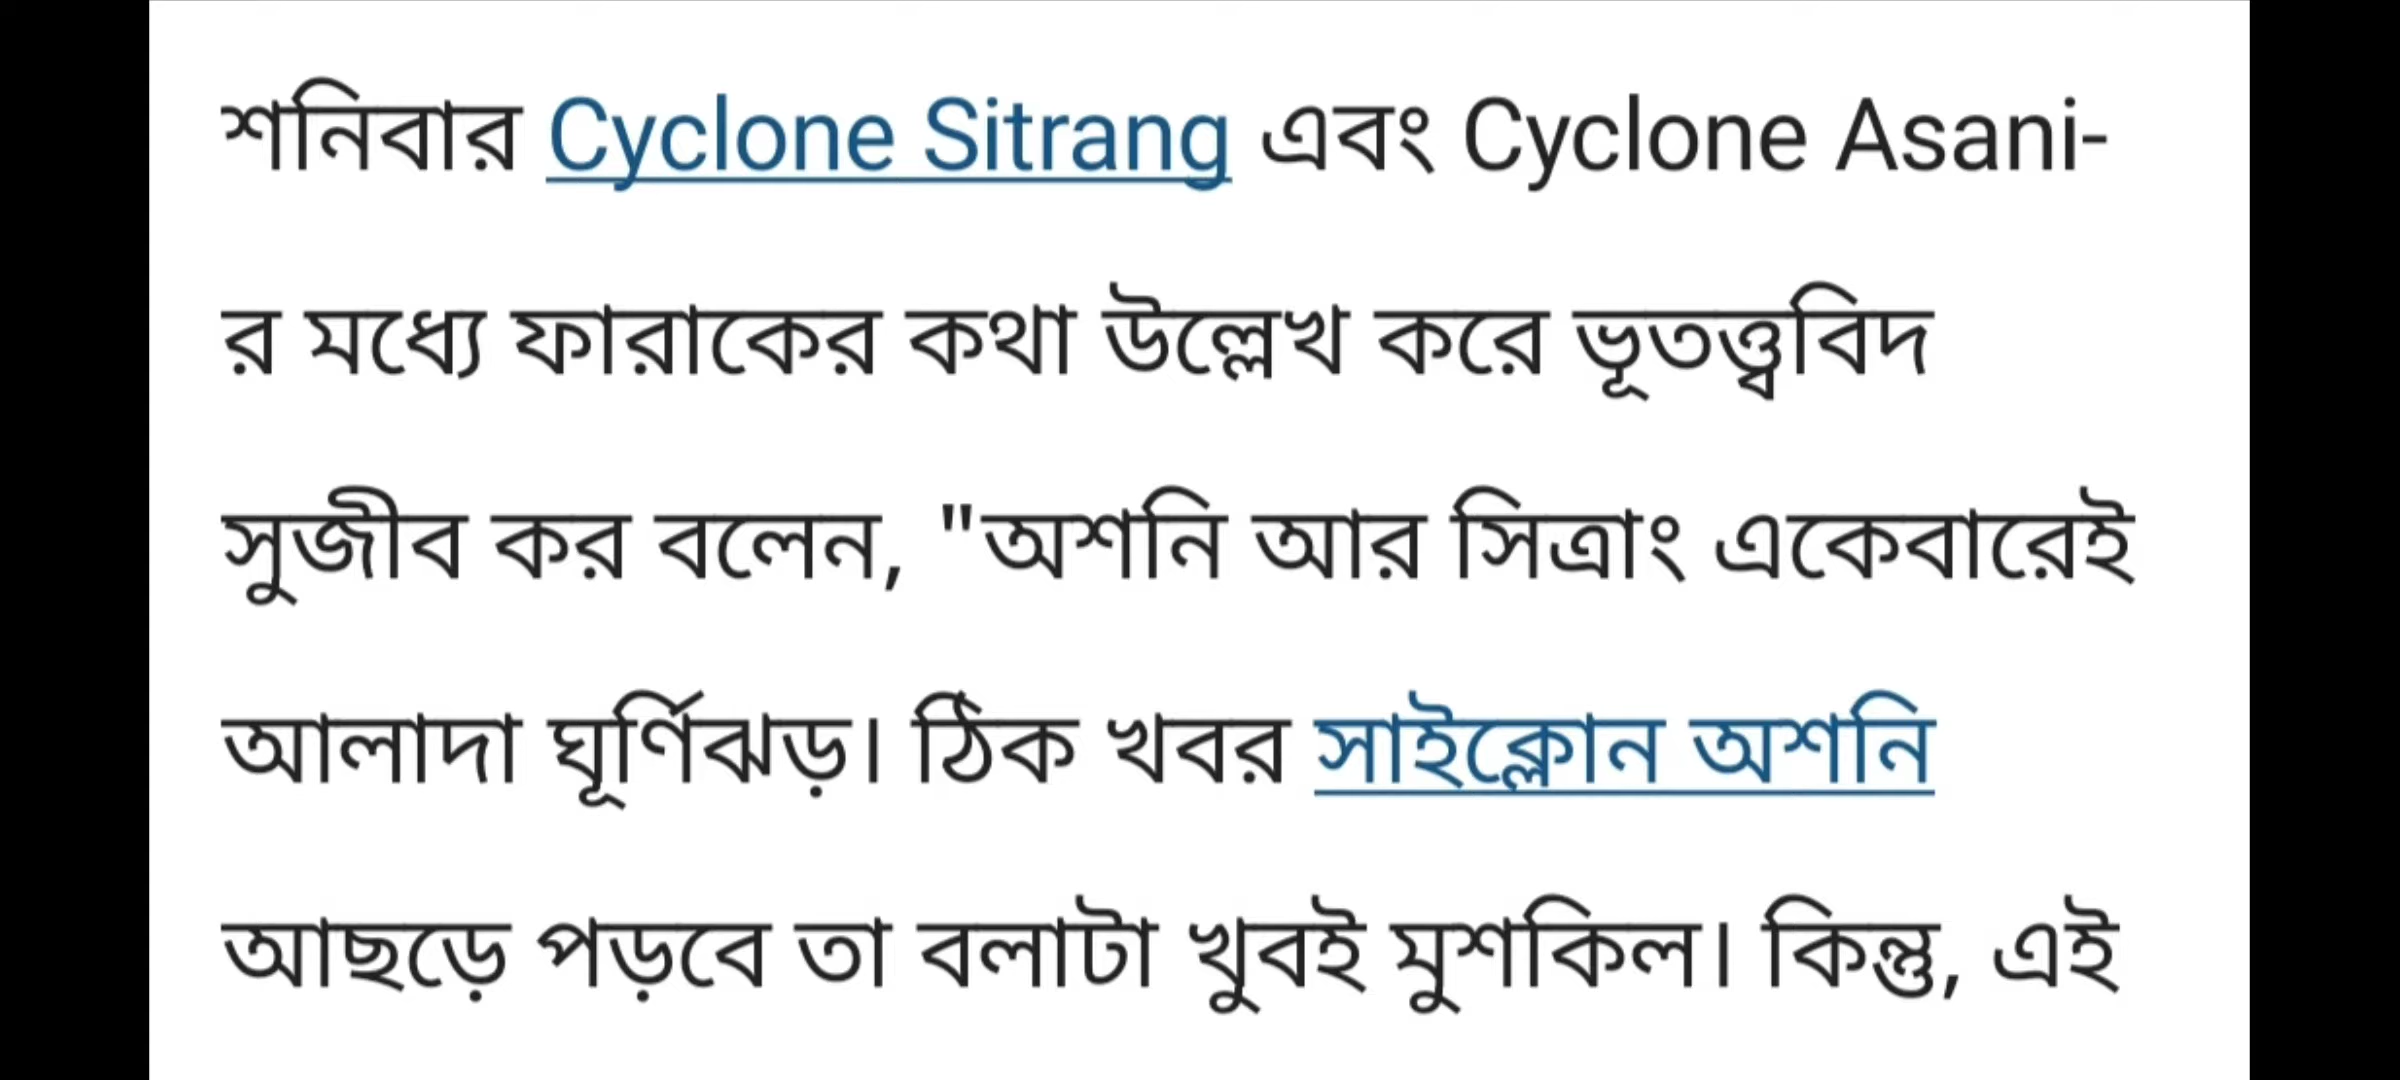 শনিবার Cyclone Sitrang এবং Cyclone Asani-
র মধ্যে ফারাকের কথা উল্লেখ করে ভূতত্ত্ববিদ
সুজীব কর বলেন, "অশনি আর সিত্রাং একেবারেই
আলাদা ঘূর্ণিঝড়। ঠিক খবর সাইক্লোন অশনি
আছড়ে পড়বে তা বলাটা খুবই মুশকিল। কিন্তু, এই